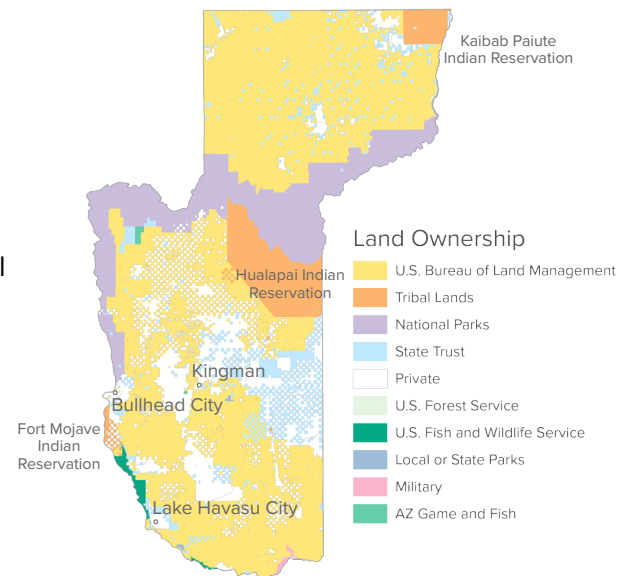 Kaibab Paiute
Indian Reservation
Land Ownership
U.S. Bureau of Land Management
Tribal Lands
National Parks
State Trust
Private
U.S. Forest Service
U.S. Fish and Wildlife Service
Local or State Parks
Military
AZ Game and Fish
Hualapai Indian
Reservation
Kingman
Bullhead City
Fort Mojave
Indian
Reservation
Lake Havasu City